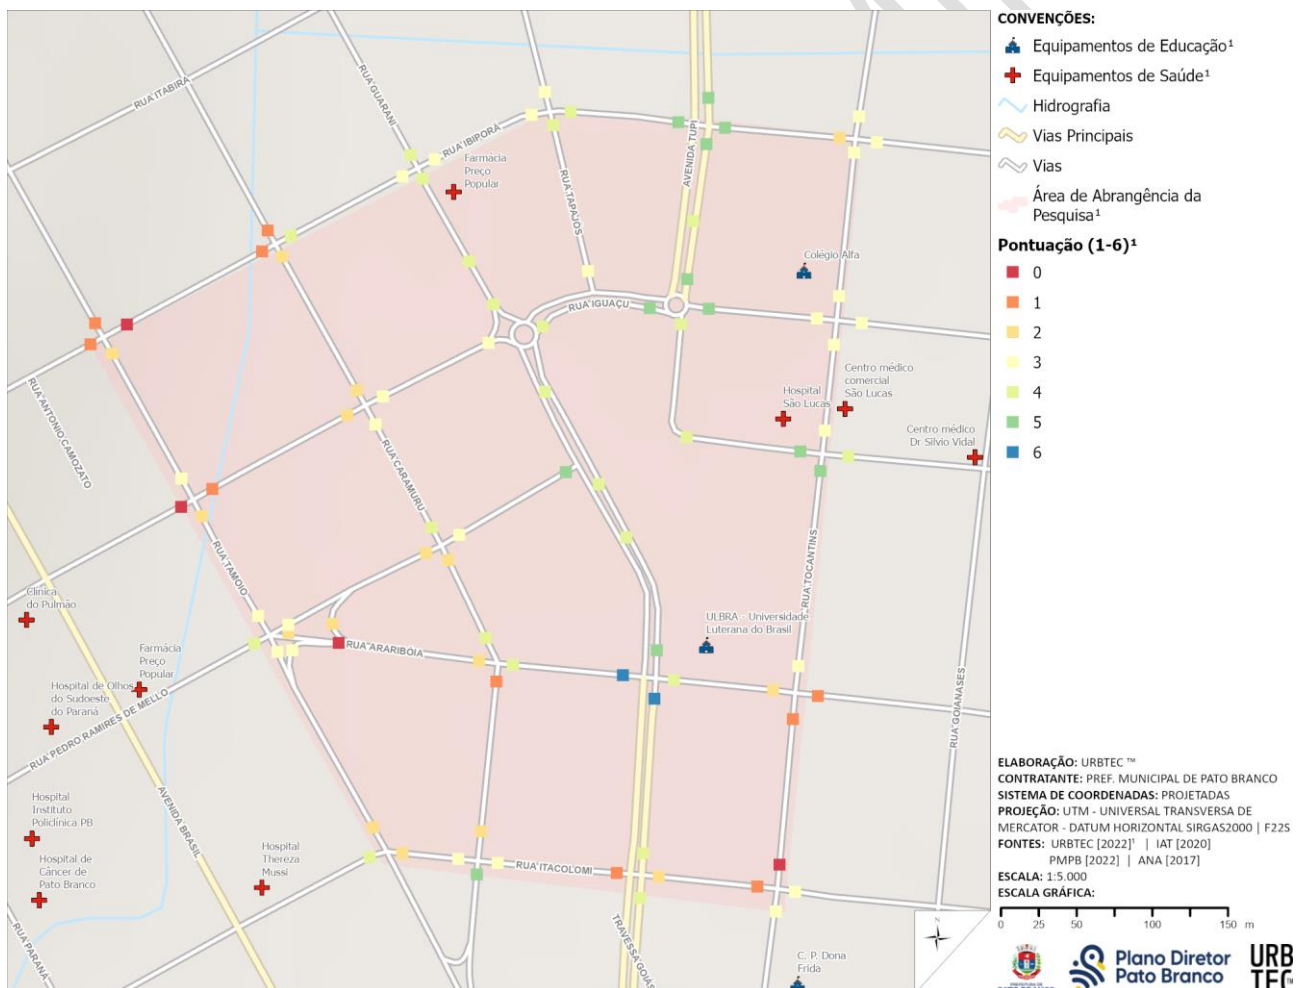 RUA ITABIRA
RUA GUARANI
RUA IBIPORÃ
Farmácia
Preço
Popular
RUA TAPAJÓS
AVENIDA TUPI
Colégio Alfa
RUA IGUAÇU
Centro médico
comercial
São Lucas
Hospital
São Lucas
Centro médico
Dr Silvio Vidal
RUA ANTONIO CAMOZATO
RUA CARAMURU
RUA TAMOIO
RUA TOCANTINS
Clínica
do Pulmão
ULBRA - Universidade
Luterana do Brasil
RUA ARARIBÓIA
Farmácia
Preço
Popular
Hospital de Olhos
do Sudoeste
do Paraná
RUA PEDRO RAMIRES DE MELLO
RUA GOIANASES
Hospital
Instituto
Policlínica PB
AVENIDA BRASIL
Hospital
Thereza
Mussi
Hospital de
Câncer de
Pato Branco
RUA ITACOLOMI
RUA PARANÁ
TRAVESSA GOIÁS
C. P. Dona
Frida
N
CONVENÇÕES:
Equipamentos de Educação¹
Equipamentos de Saúde¹
Hidrografia
Vias Principais
Vias
Área de Abrangência da
Pesquisa¹
Pontuação (1-6)¹
0
1
2
3
4
5
6
ELABORAÇÃO: URBTEC ™
CONTRATANTE: PREF. MUNICIPAL DE PATO BRANCO
SISTEMA DE COORDENADAS: PROJETADAS
PROJEÇÃO: UTM - UNIVERSAL TRANSVERSA DE
MERCATOR - DATUM HORIZONTAL SIRGAS2000 | F22S
FONTES: URBTEC [2022]¹ | IAT [2020]
PMPB [2022] | ANA [2017]
ESCALA: 1:5.000
ESCALA GRÁFICA:
0 25 50 100 150 m
Plano Diretor
Pato Branco
URB
TEC™